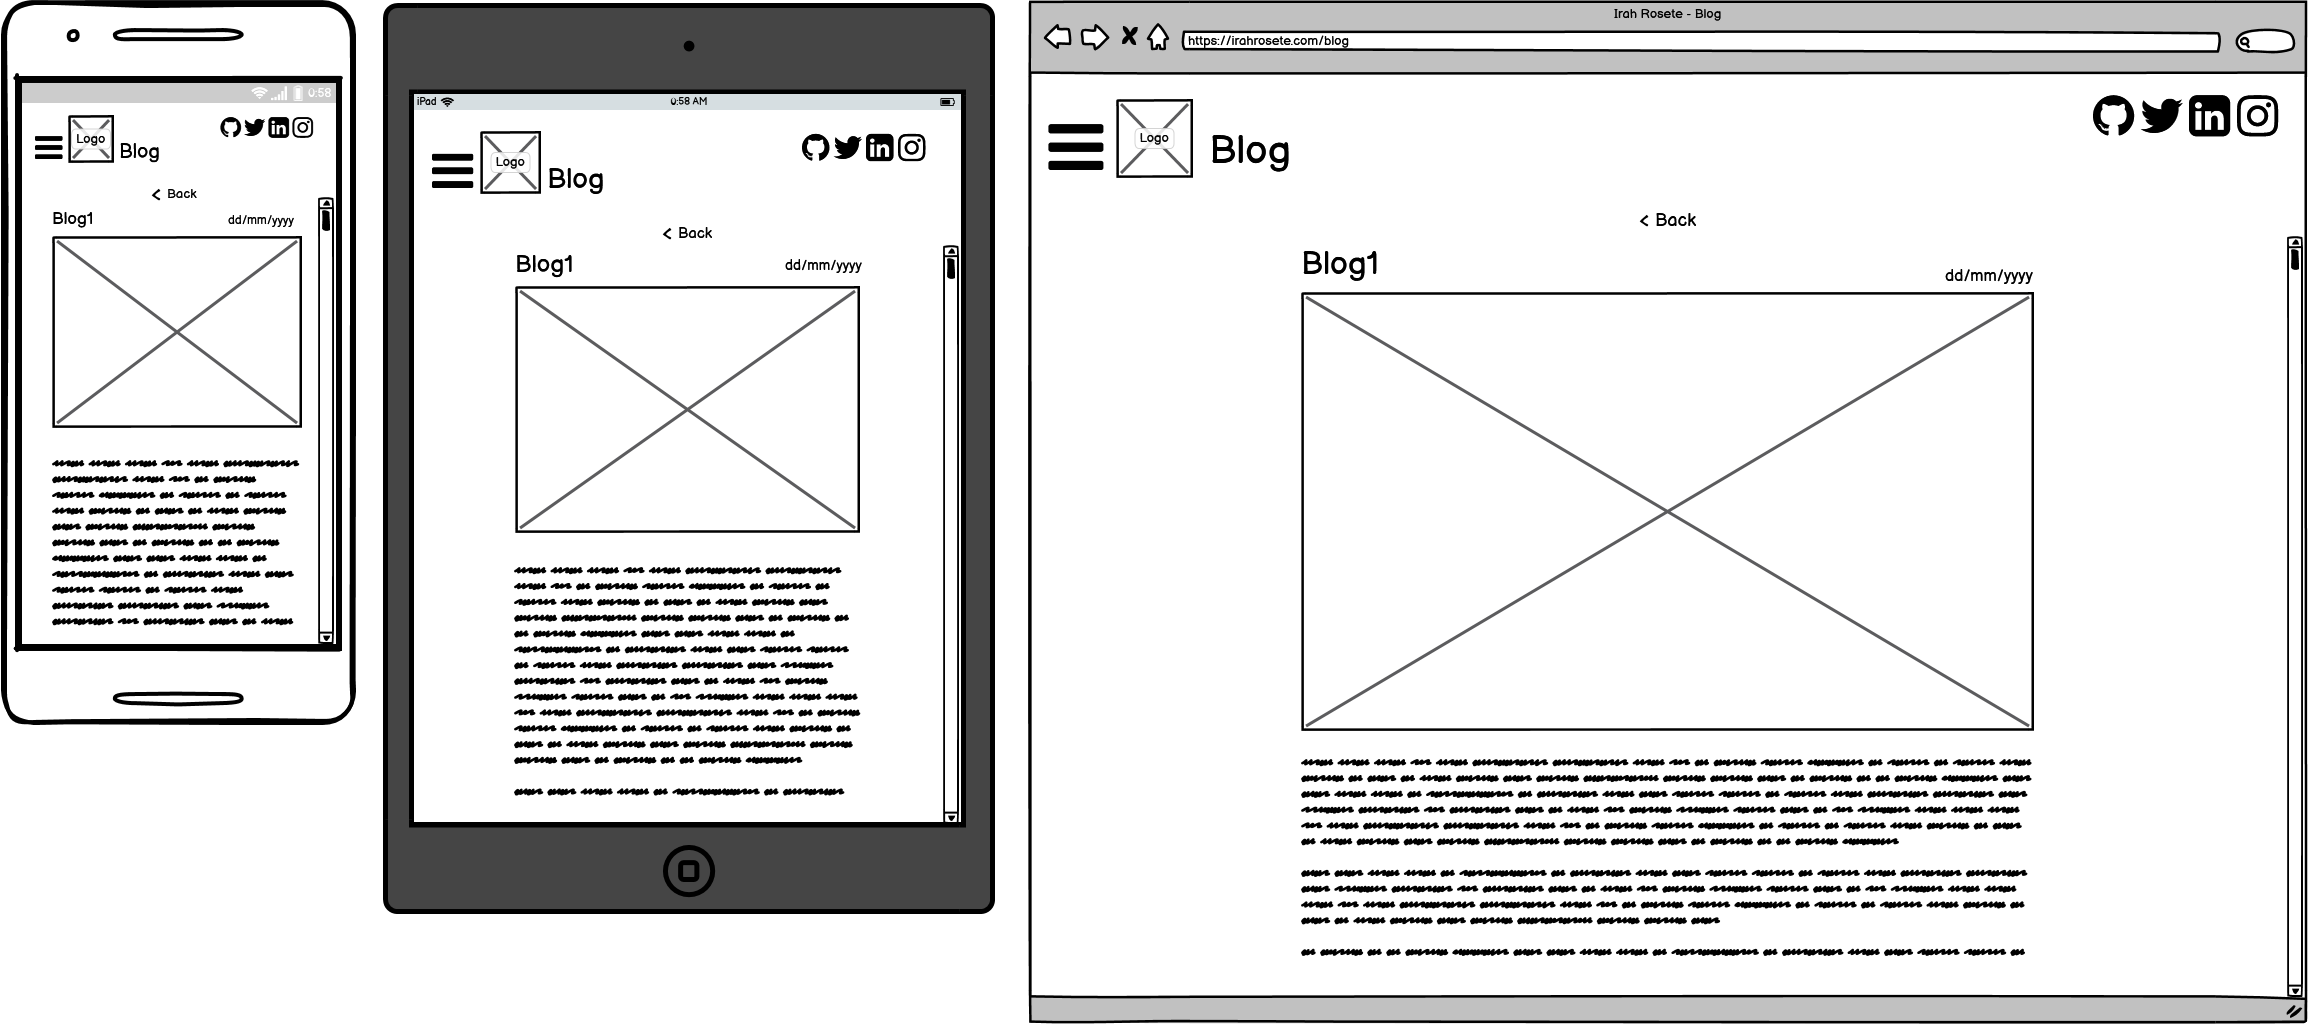 0:58
Logo
Blog
< Back
Blog1 dd/mm/yyyy
iPad 0:58 AM
Logo
Blog
< Back
Blog1 dd/mm/yyyy
Irah Rosete - Blog
https://irahrosete.com/blog
Logo
Blog
< Back
Blog1
dd/mm/yyyy